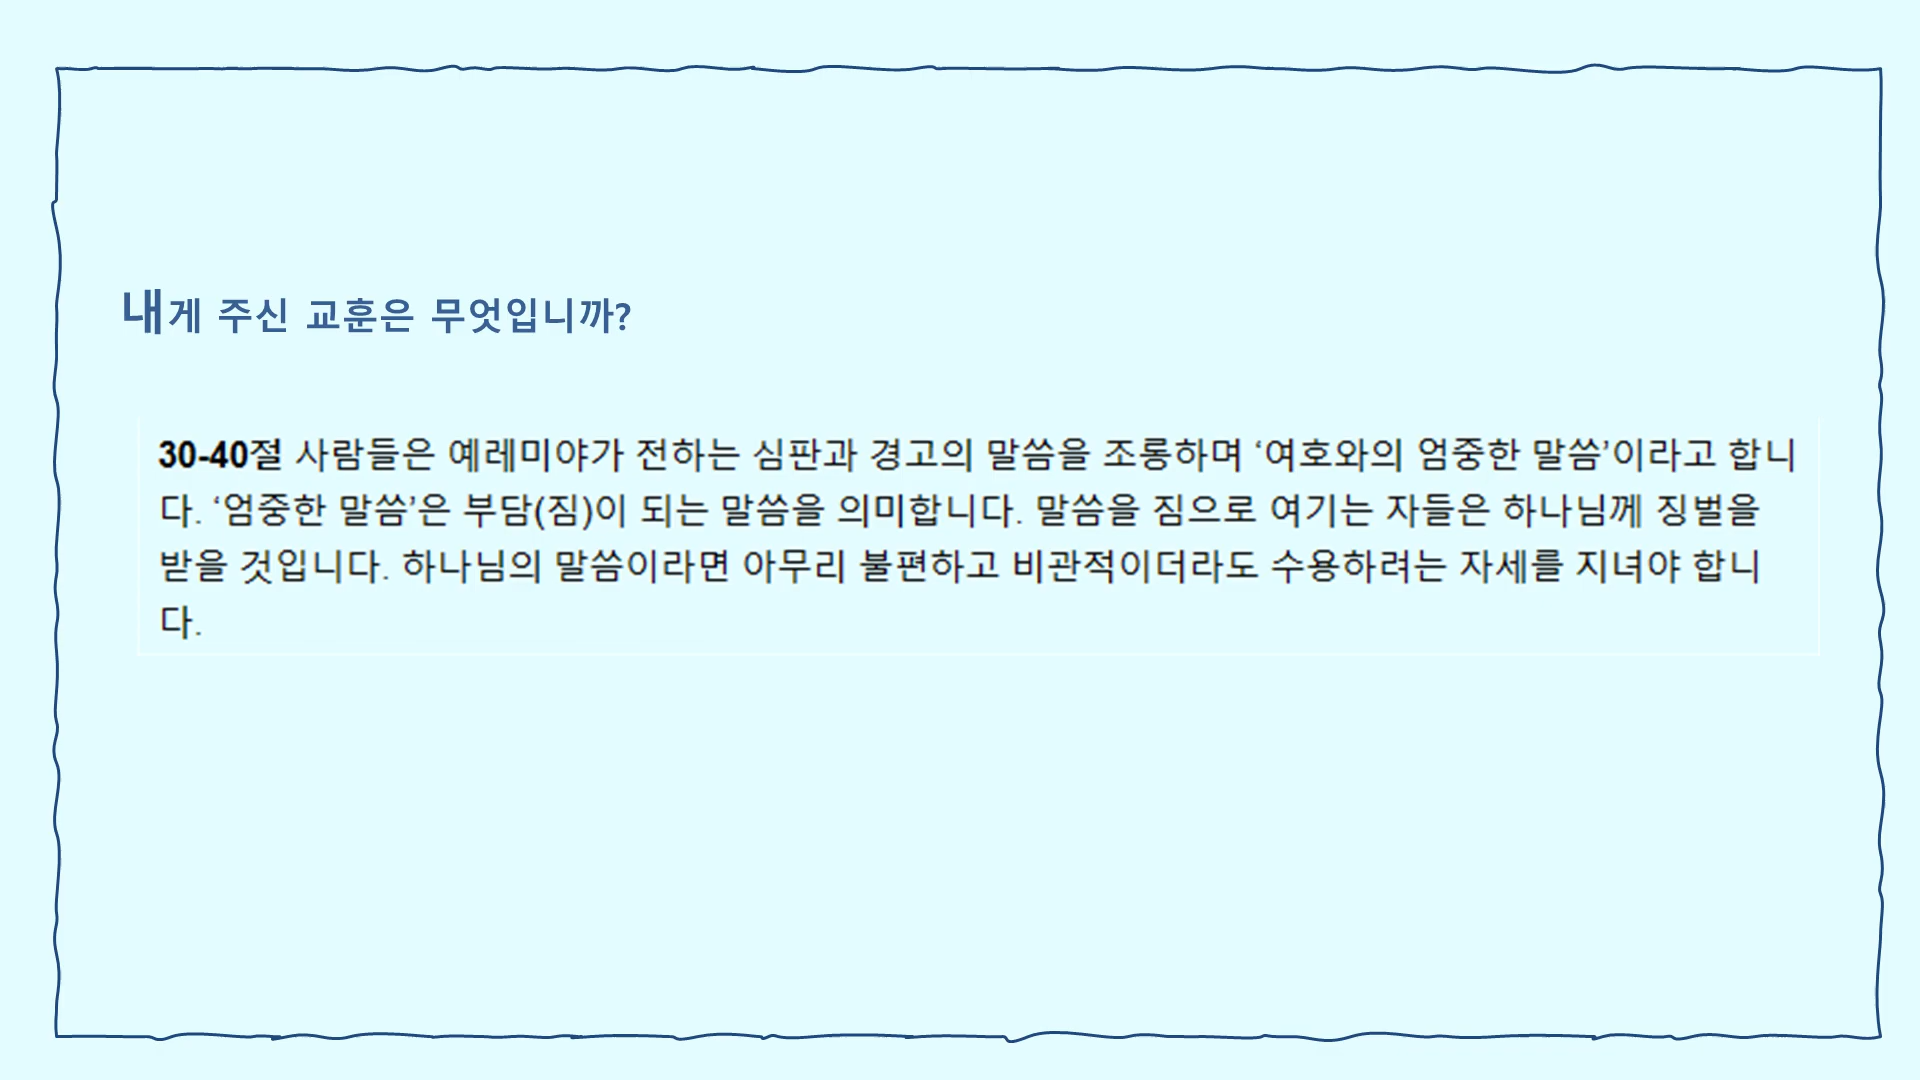 내게 주신 교훈은 무엇입니까?
30-40절 사람들은 예레미야가 전하는 심판과 경고의 말씀을 조롱하며 ‘여호와의 엄중한 말씀’이라고 합니
다. ‘엄중한 말씀’은 부담(짐)이 되는 말씀을 의미합니다. 말씀을 짐으로 여기는 자들은 하나님께 징벌을
받을 것입니다. 하나님의 말씀이라면 아무리 불편하고 비관적이더라도 수용하려는 자세를 지녀야 합니
다.